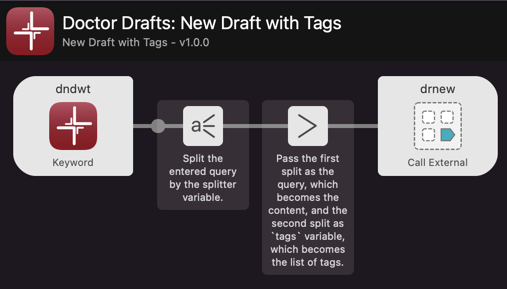 Doctor Drafts: New Draft with Tags
New Draft with Tags - v1.0.0
dndwt
Keyword
a
Split the
entered query
by the splitter
variable.
Pass the first
split as the
query, which
becomes the
content, and the
second split as
`tags` variable,
which becomes
the list of tags.
drnew
Call External